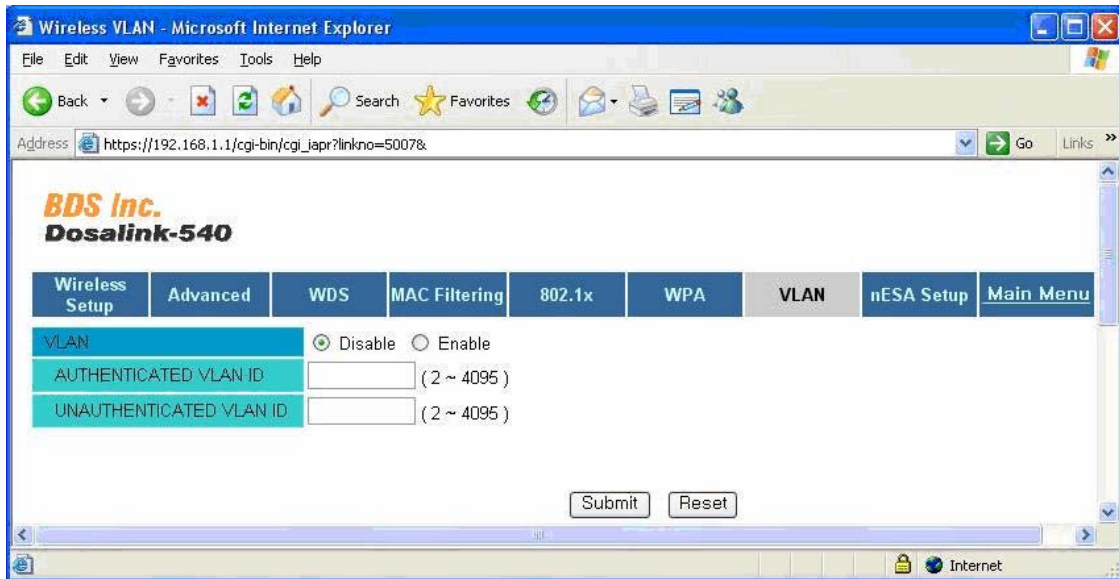 Wireless VLAN - Microsoft Internet Explorer
File Edit View Favorites Tools Help
Back Search Favorites
Address https://192.168.1.1/cgi-bin/cgi_iapr?linkno=5007& Go Links »
BDS Inc.
Dosalink-540
Wireless Setup Advanced WDS MAC Filtering 802.1x WPA VLAN nESA Setup Main Menu
VLAN Disable Enable
AUTHENTICATED VLAN ID ( 2 ~ 4095 )
UNAUTHENTICATED VLAN ID ( 2 ~ 4095 )
Submit Reset
Internet